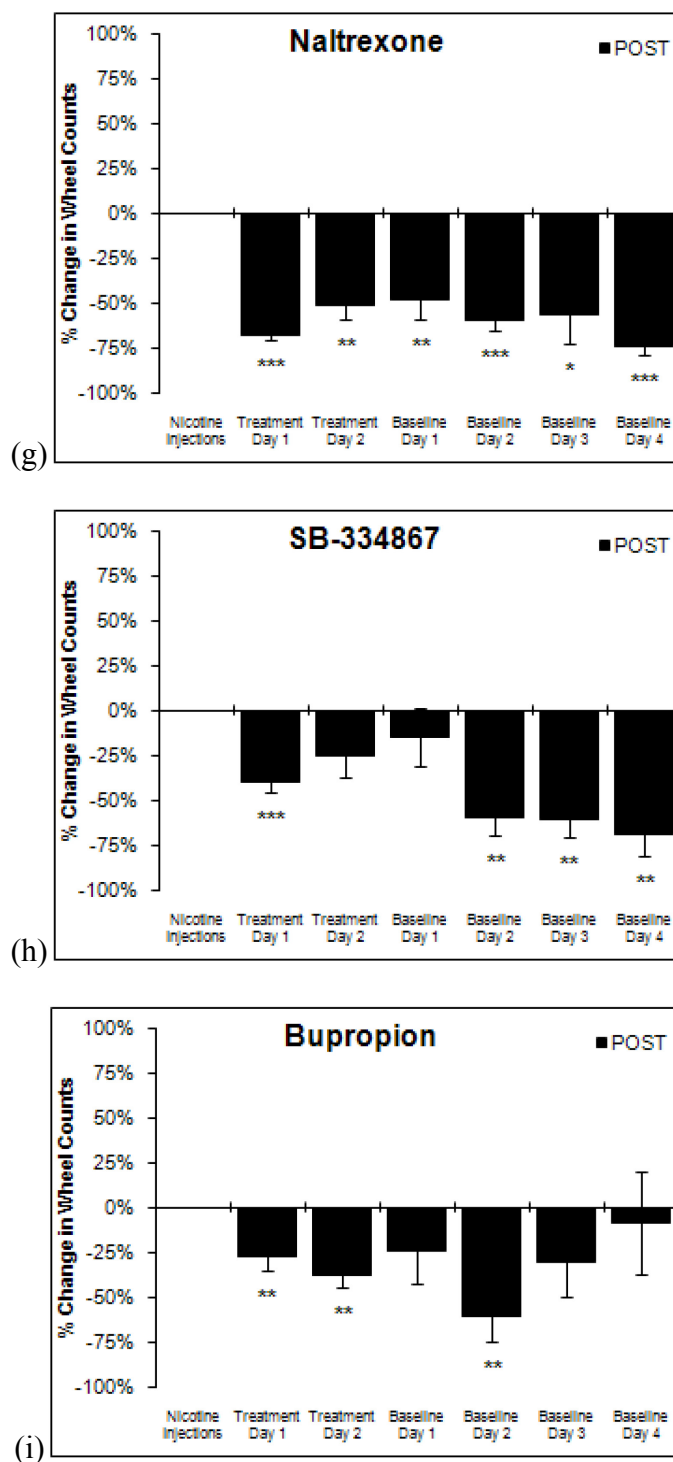 Naltrexone
POST
% Change in Wheel Counts
100%
75%
50%
25%
0%
-25%
-50%
-75%
-100%
***
**
**
***
*
***
Nicotine Injections
Treatment Day 1
Treatment Day 2
Baseline Day 1
Baseline Day 2
Baseline Day 3
Baseline Day 4
(g)
SB-334867
POST
% Change in Wheel Counts
100%
75%
50%
25%
0%
-25%
-50%
-75%
-100%
***
**
**
**
Nicotine Injections
Treatment Day 1
Treatment Day 2
Baseline Day 1
Baseline Day 2
Baseline Day 3
Baseline Day 4
(h)
Bupropion
POST
% Change in Wheel Counts
100%
75%
50%
25%
0%
-25%
-50%
-75%
-100%
**
**
**
Nicotine Injections
Treatment Day 1
Treatment Day 2
Baseline Day 1
Baseline Day 2
Baseline Day 3
Baseline Day 4
(i)